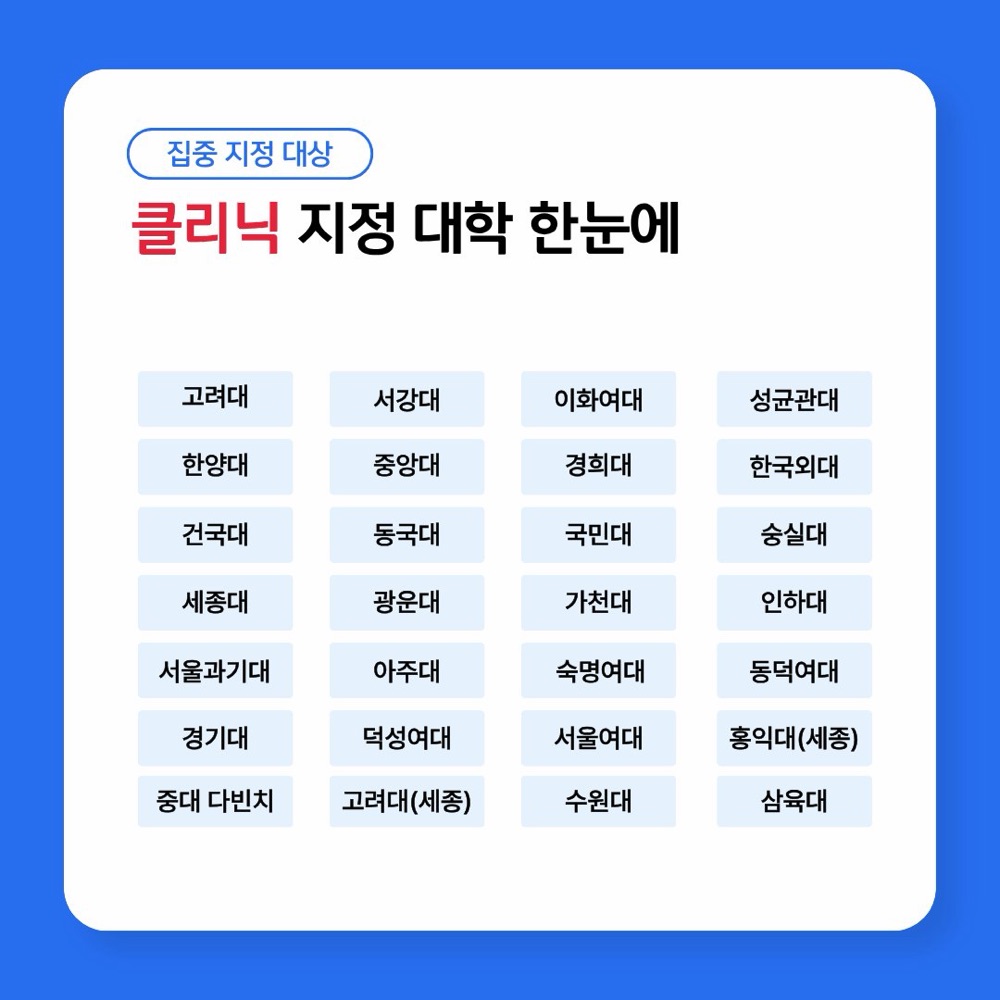 집중 지정 대상
클리닉 지정 대학 한눈에
고려대 서강대 이화여대 성균관대
한양대 중앙대 경희대 한국외대
건국대 동국대 국민대 숭실대
세종대 광운대 가천대 인하대
서울과기대 아주대 숙명여대 동덕여대
경기대 덕성여대 서울여대 홍익대(세종)
중대 다빈치 고려대(세종) 수원대 삼육대